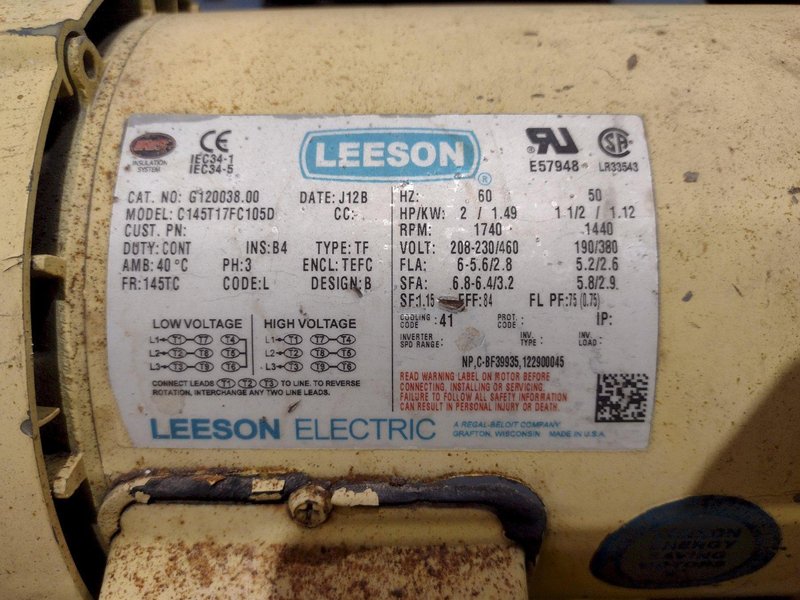 INSULATION
SYSTEM
CE
IEC34-1
IEC34-5
LEESON
®
E57948
SA
LR33543
CAT. NO: G120038.00 DATE: J12B
MODEL: C145T17FC105D CC:
CUST. PN:
DUTY: CONT INS: B4 TYPE: TF
AMB: 40 °C PH: 3 ENCL: TEFC
FR: 145TC CODE: L DESIGN: B
HZ: 60 50
HP/KW: 2 / 1.49 1 1/2 / 1.12
RPM: 1740 1440
VOLT: 208-230/460 190/380
FLA: 6-5.6/2.8 5.2/2.6
SFA: 6.8-6.4/3.2 5.8/2.9
SF: 1.15 EFF: 84 FL PF: 75 (0.75)
COOLING CODE : 41 PROT. CODE : IP:
INVERTER SPD RANGE: INV. TYPE : INV. LOAD :
NP,C-BF39935,122900045
LOW VOLTAGE HIGH VOLTAGE
L1 T1 T7 T4 L1 T1 T7 T4
L2 T2 T8 T5 L2 T2 T8 T5
L3 T3 T9 T6 L3 T3 T9 T6
CONNECT LEADS T1 T2 T3 TO LINE. TO REVERSE
ROTATION, INTERCHANGE ANY TWO LINE LEADS.
READ WARNING LABEL ON MOTOR BEFORE
CONNECTING, INSTALLING OR SERVICING.
FAILURE TO FOLLOW ALL SAFETY INFORMATION
CAN RESULT IN PERSONAL INJURY OR DEATH.
LEESON ELECTRIC
A REGAL-BELOIT COMPANY
GRAFTON, WISCONSIN MADE IN U.S.A.
ENERGY